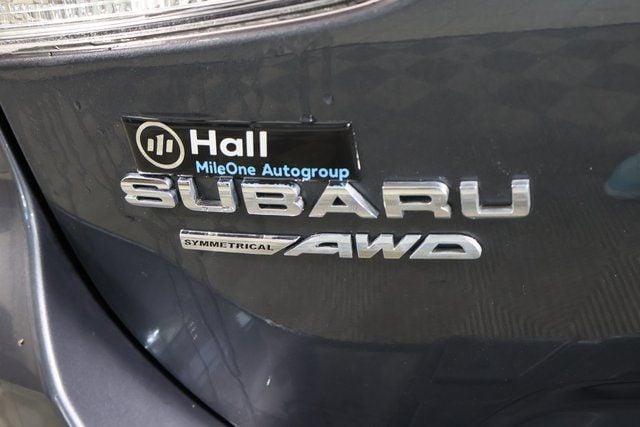 Hall
MileOne Autogroup
SUBARU
SYMMETRICAL AWD